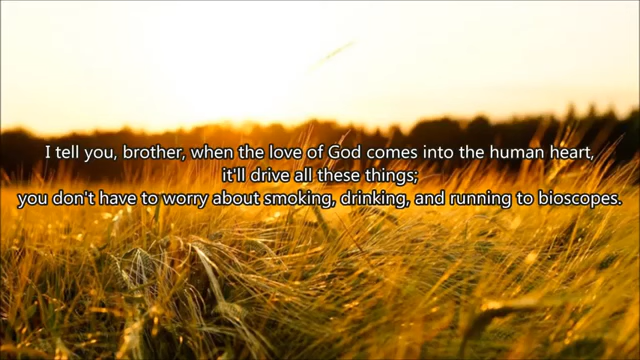 I tell you, brother, when the love of God comes into the human heart,
it'll drive all these things;
you don't have to worry about smoking, drinking, and running to bioscopes.